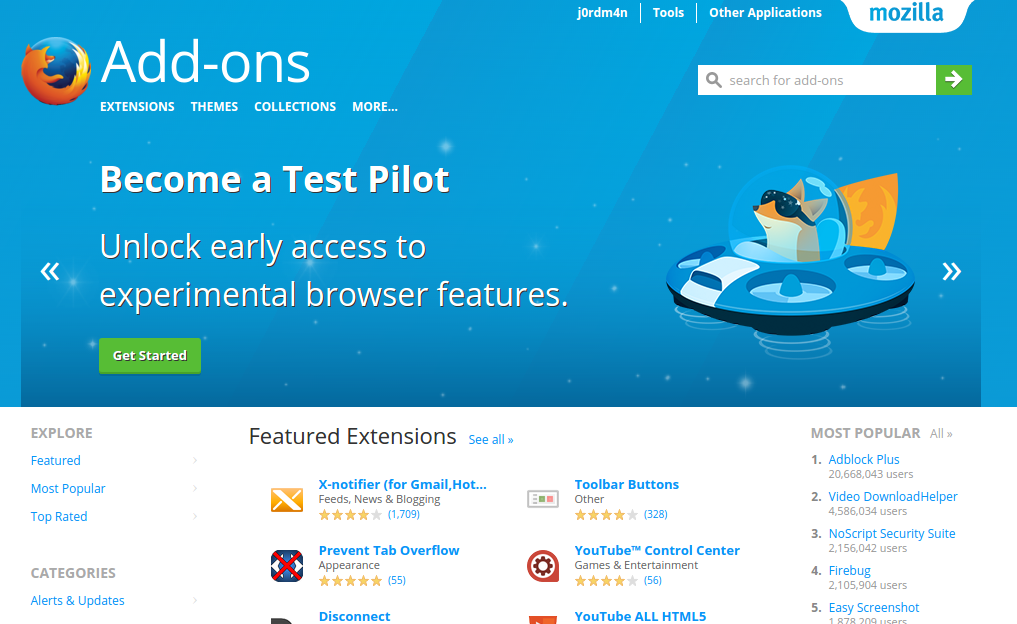 j0rdm4n
Tools
Other Applications
mozilla
Add-ons
search for add-ons
EXTENSIONS THEMES COLLECTIONS MORE...
Become a Test Pilot
Unlock early access to
experimental browser features.
«
»
Get Started
EXPLORE
Featured
Most Popular
Top Rated
CATEGORIES
Alerts & Updates
Featured Extensions See all »
X-notifier (for Gmail,Hot...
Feeds, News & Blogging
(1,709)
Toolbar Buttons
Other
(328)
Prevent Tab Overflow
Appearance
(55)
YouTube™ Control Center
Games & Entertainment
(56)
Disconnect
YouTube ALL HTML5
MOST POPULAR All »
1. Adblock Plus
20,668,043 users
2. Video DownloadHelper
4,586,034 users
3. NoScript Security Suite
2,156,042 users
4. Firebug
2,105,904 users
5. Easy Screenshot
1,878,209 users